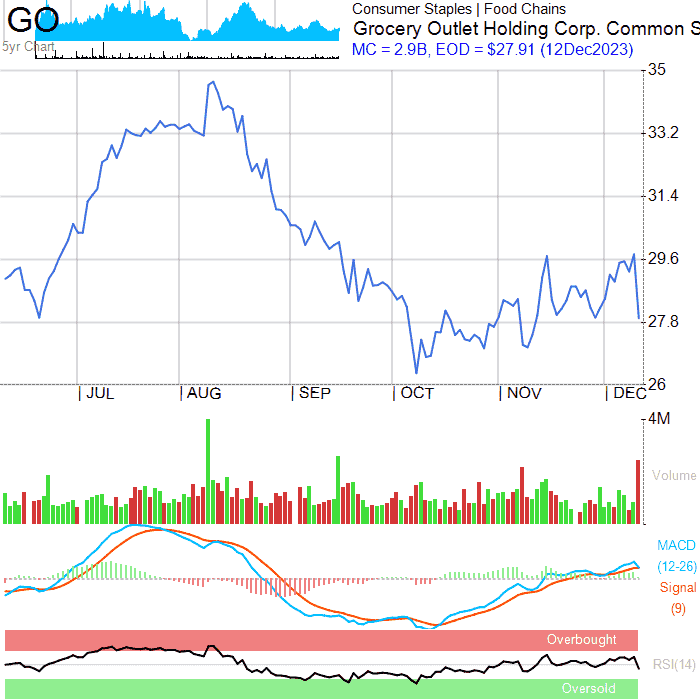 GO
5yr Chart
Consumer Staples | Food Chains
Grocery Outlet Holding Corp. Common S
MC = 2.9B, EOD = $27.91 (12Dec2023)
35
33.2
31.4
29.6
27.8
26
JUL AUG SEP OCT NOV DEC
4M
Volume
MACD
(12-26)
Signal
(9)
Overbought
RSI(14)
Oversold